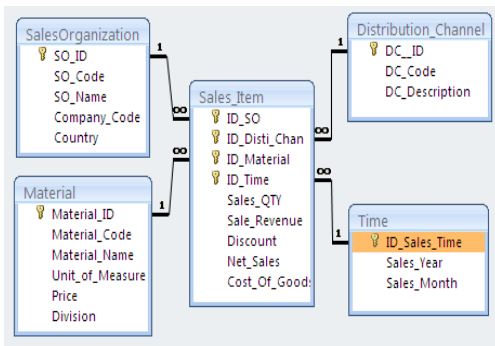 SalesOrganization
SO_ID
SO_Code
SO_Name
Company_Code
Country
1
∞
Material
Material_ID
Material_Code
Material_Name
Unit_of_Measure
Price
Division
1
∞
Sales_Item
ID_SO
ID_Disti_Chan
ID_Material
ID_Time
Sales_QTY
Sale_Revenue
Discount
Net_Sales
Cost_Of_Good
Distribution_Channel
DC__ID
DC_Code
DC_Description
1
∞
Time
ID_Sales_Time
Sales_Year
Sales_Month
1
∞